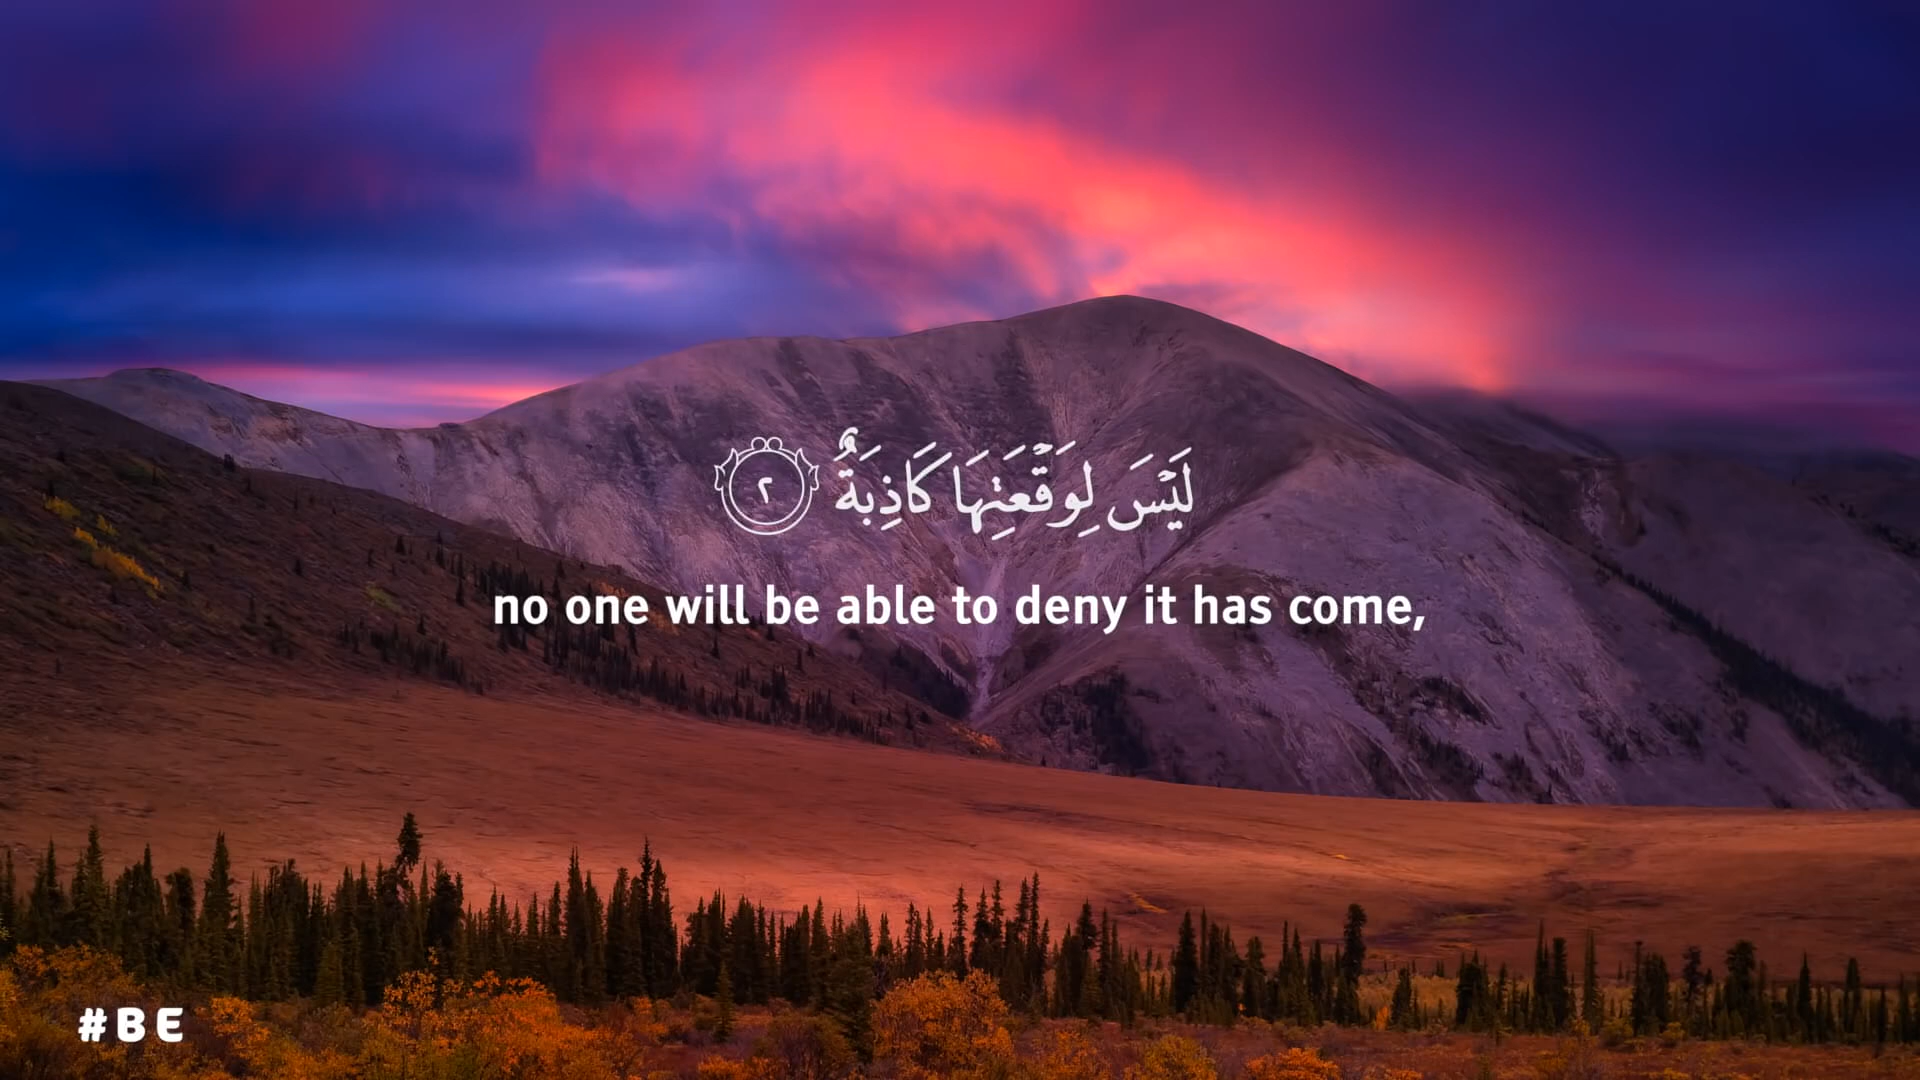 لَيْسَ لِوَقْعَتِهَا كَاذِبَةٌ ٢
no one will be able to deny it has come,
#BE